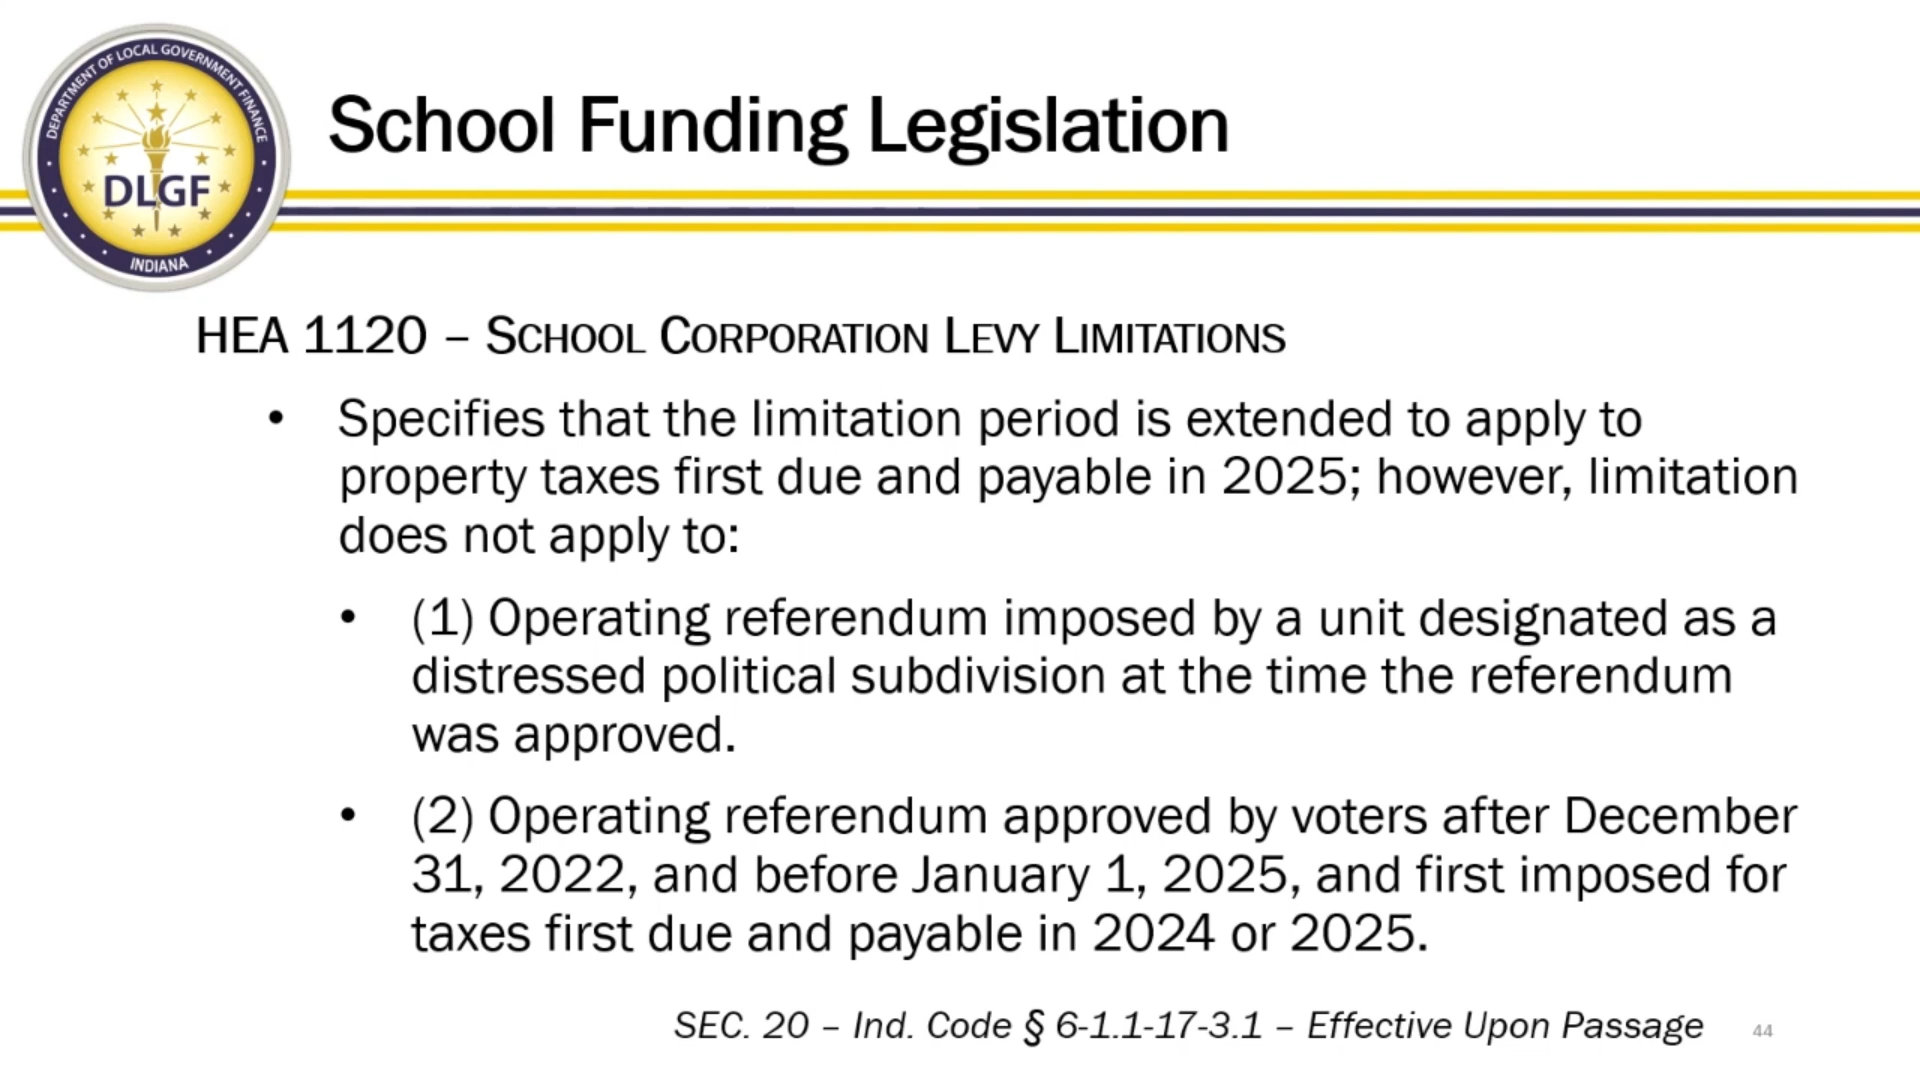 DEPARTMENT OF LOCAL GOVERNMENT FINANCE
DLGF
INDIANA
School Funding Legislation
HEA 1120 – SCHOOL CORPORATION LEVY LIMITATIONS
• Specifies that the limitation period is extended to apply to
property taxes first due and payable in 2025; however, limitation
does not apply to:
• (1) Operating referendum imposed by a unit designated as a
distressed political subdivision at the time the referendum
was approved.
• (2) Operating referendum approved by voters after December
31, 2022, and before January 1, 2025, and first imposed for
taxes first due and payable in 2024 or 2025.
SEC. 20 – Ind. Code § 6-1.1-17-3.1 – Effective Upon Passage
44